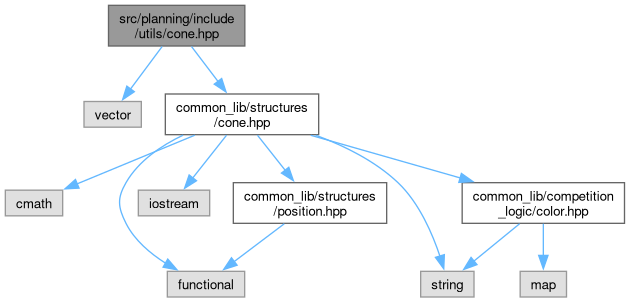 src/planning/include
/utils/cone.hpp
vector
common_lib/structures
/cone.hpp
cmath
iostream
common_lib/structures
/position.hpp
common_lib/competition
_logic/color.hpp
functional
string
map